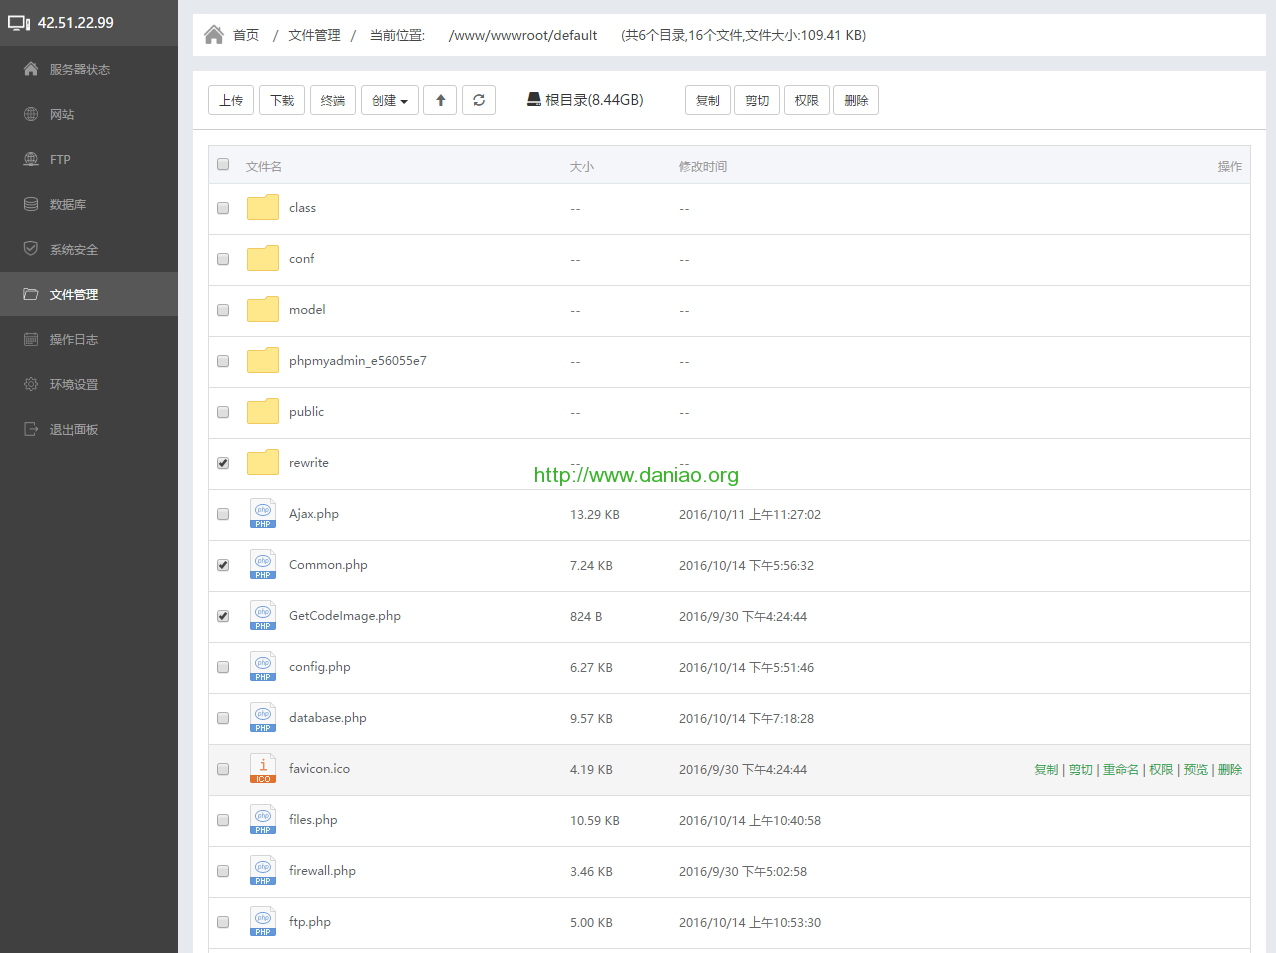 42.51.22.99
服务器状态
网站
FTP
数据库
系统安全
文件管理
操作日志
环境设置
退出面板
首页 / 文件管理 / 当前位置: /www/wwwroot/default (共6个目录,16个文件,文件大小:109.41 KB)
上传 下载 终端 创建 根目录(8.44GB) 复制 剪切 权限 删除
文件名 大小 修改时间 操作
class -- --
conf -- --
model -- --
phpmyadmin_e56055e7 -- --
public -- --
rewrite -- --
http://www.daniao.org
PHP Ajax.php 13.29 KB 2016/10/11 上午11:27:02
PHP Common.php 7.24 KB 2016/10/14 下午5:56:32
PHP GetCodeImage.php 824 B 2016/9/30 下午4:24:44
PHP config.php 6.27 KB 2016/10/14 下午5:51:46
PHP database.php 9.57 KB 2016/10/14 下午7:18:28
ICO favicon.ico 4.19 KB 2016/9/30 下午4:24:44 复制 | 剪切 | 重命名 | 权限 | 预览 | 删除
PHP files.php 10.59 KB 2016/10/14 上午10:40:58
PHP firewall.php 3.46 KB 2016/9/30 下午5:02:58
PHP ftp.php 5.00 KB 2016/10/14 上午10:53:30